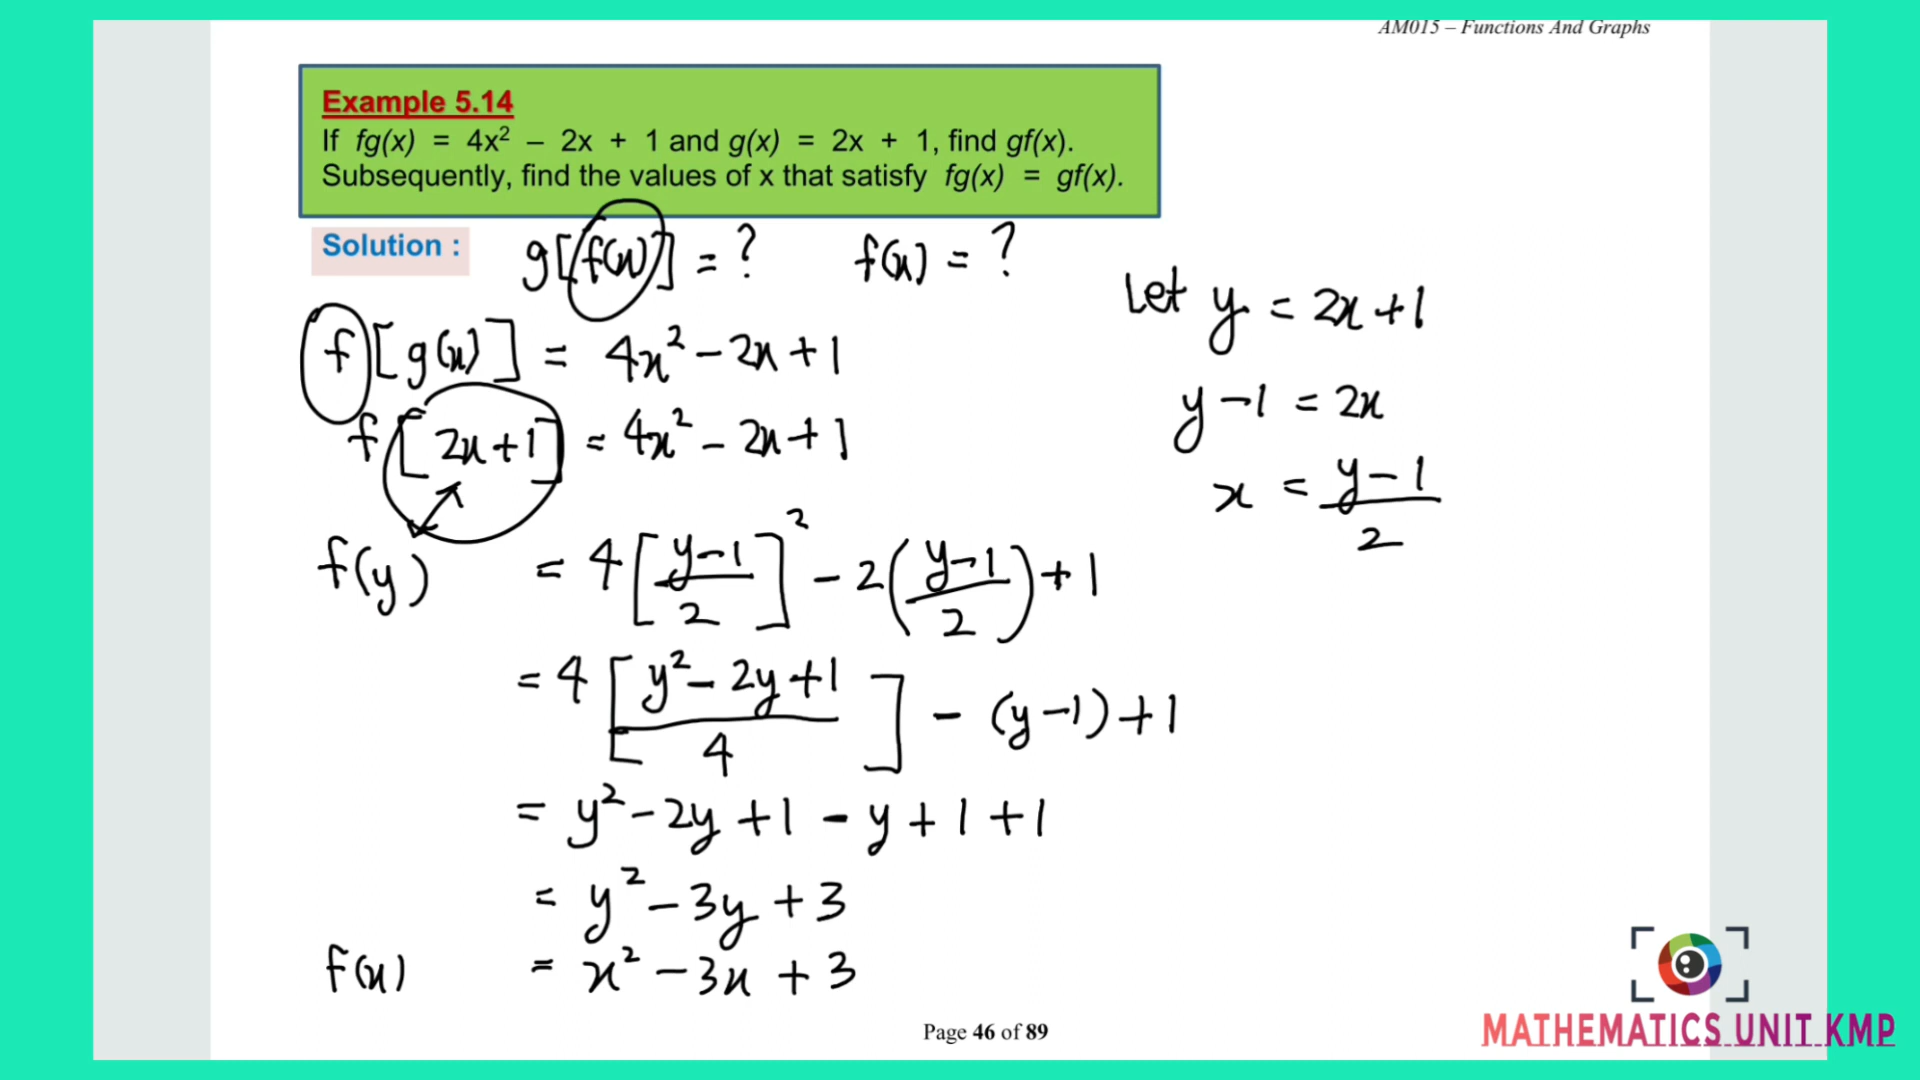 AM015 – Functions And Graphs
Example 5.14
If fg(x) = 4x² – 2x + 1 and g(x) = 2x + 1, find gf(x).
Subsequently, find the values of x that satisfy fg(x) = gf(x).
Solution :
g[f(x)] = ? f(x) = ?
f[g(x)] = 4x² - 2x + 1
f[2x+1] = 4x² - 2x + 1
f(y) = 4[(y-1)/2]² - 2((y-1)/2) + 1
= 4[(y² - 2y + 1)/4] - (y-1) + 1
= y² - 2y + 1 - y + 1 + 1
= y² - 3y + 3
f(x) = x² - 3x + 3
Let y = 2x + 1
y - 1 = 2x
x = (y-1)/2
Page 46 of 89
MATHEMATICS UNIT KMP